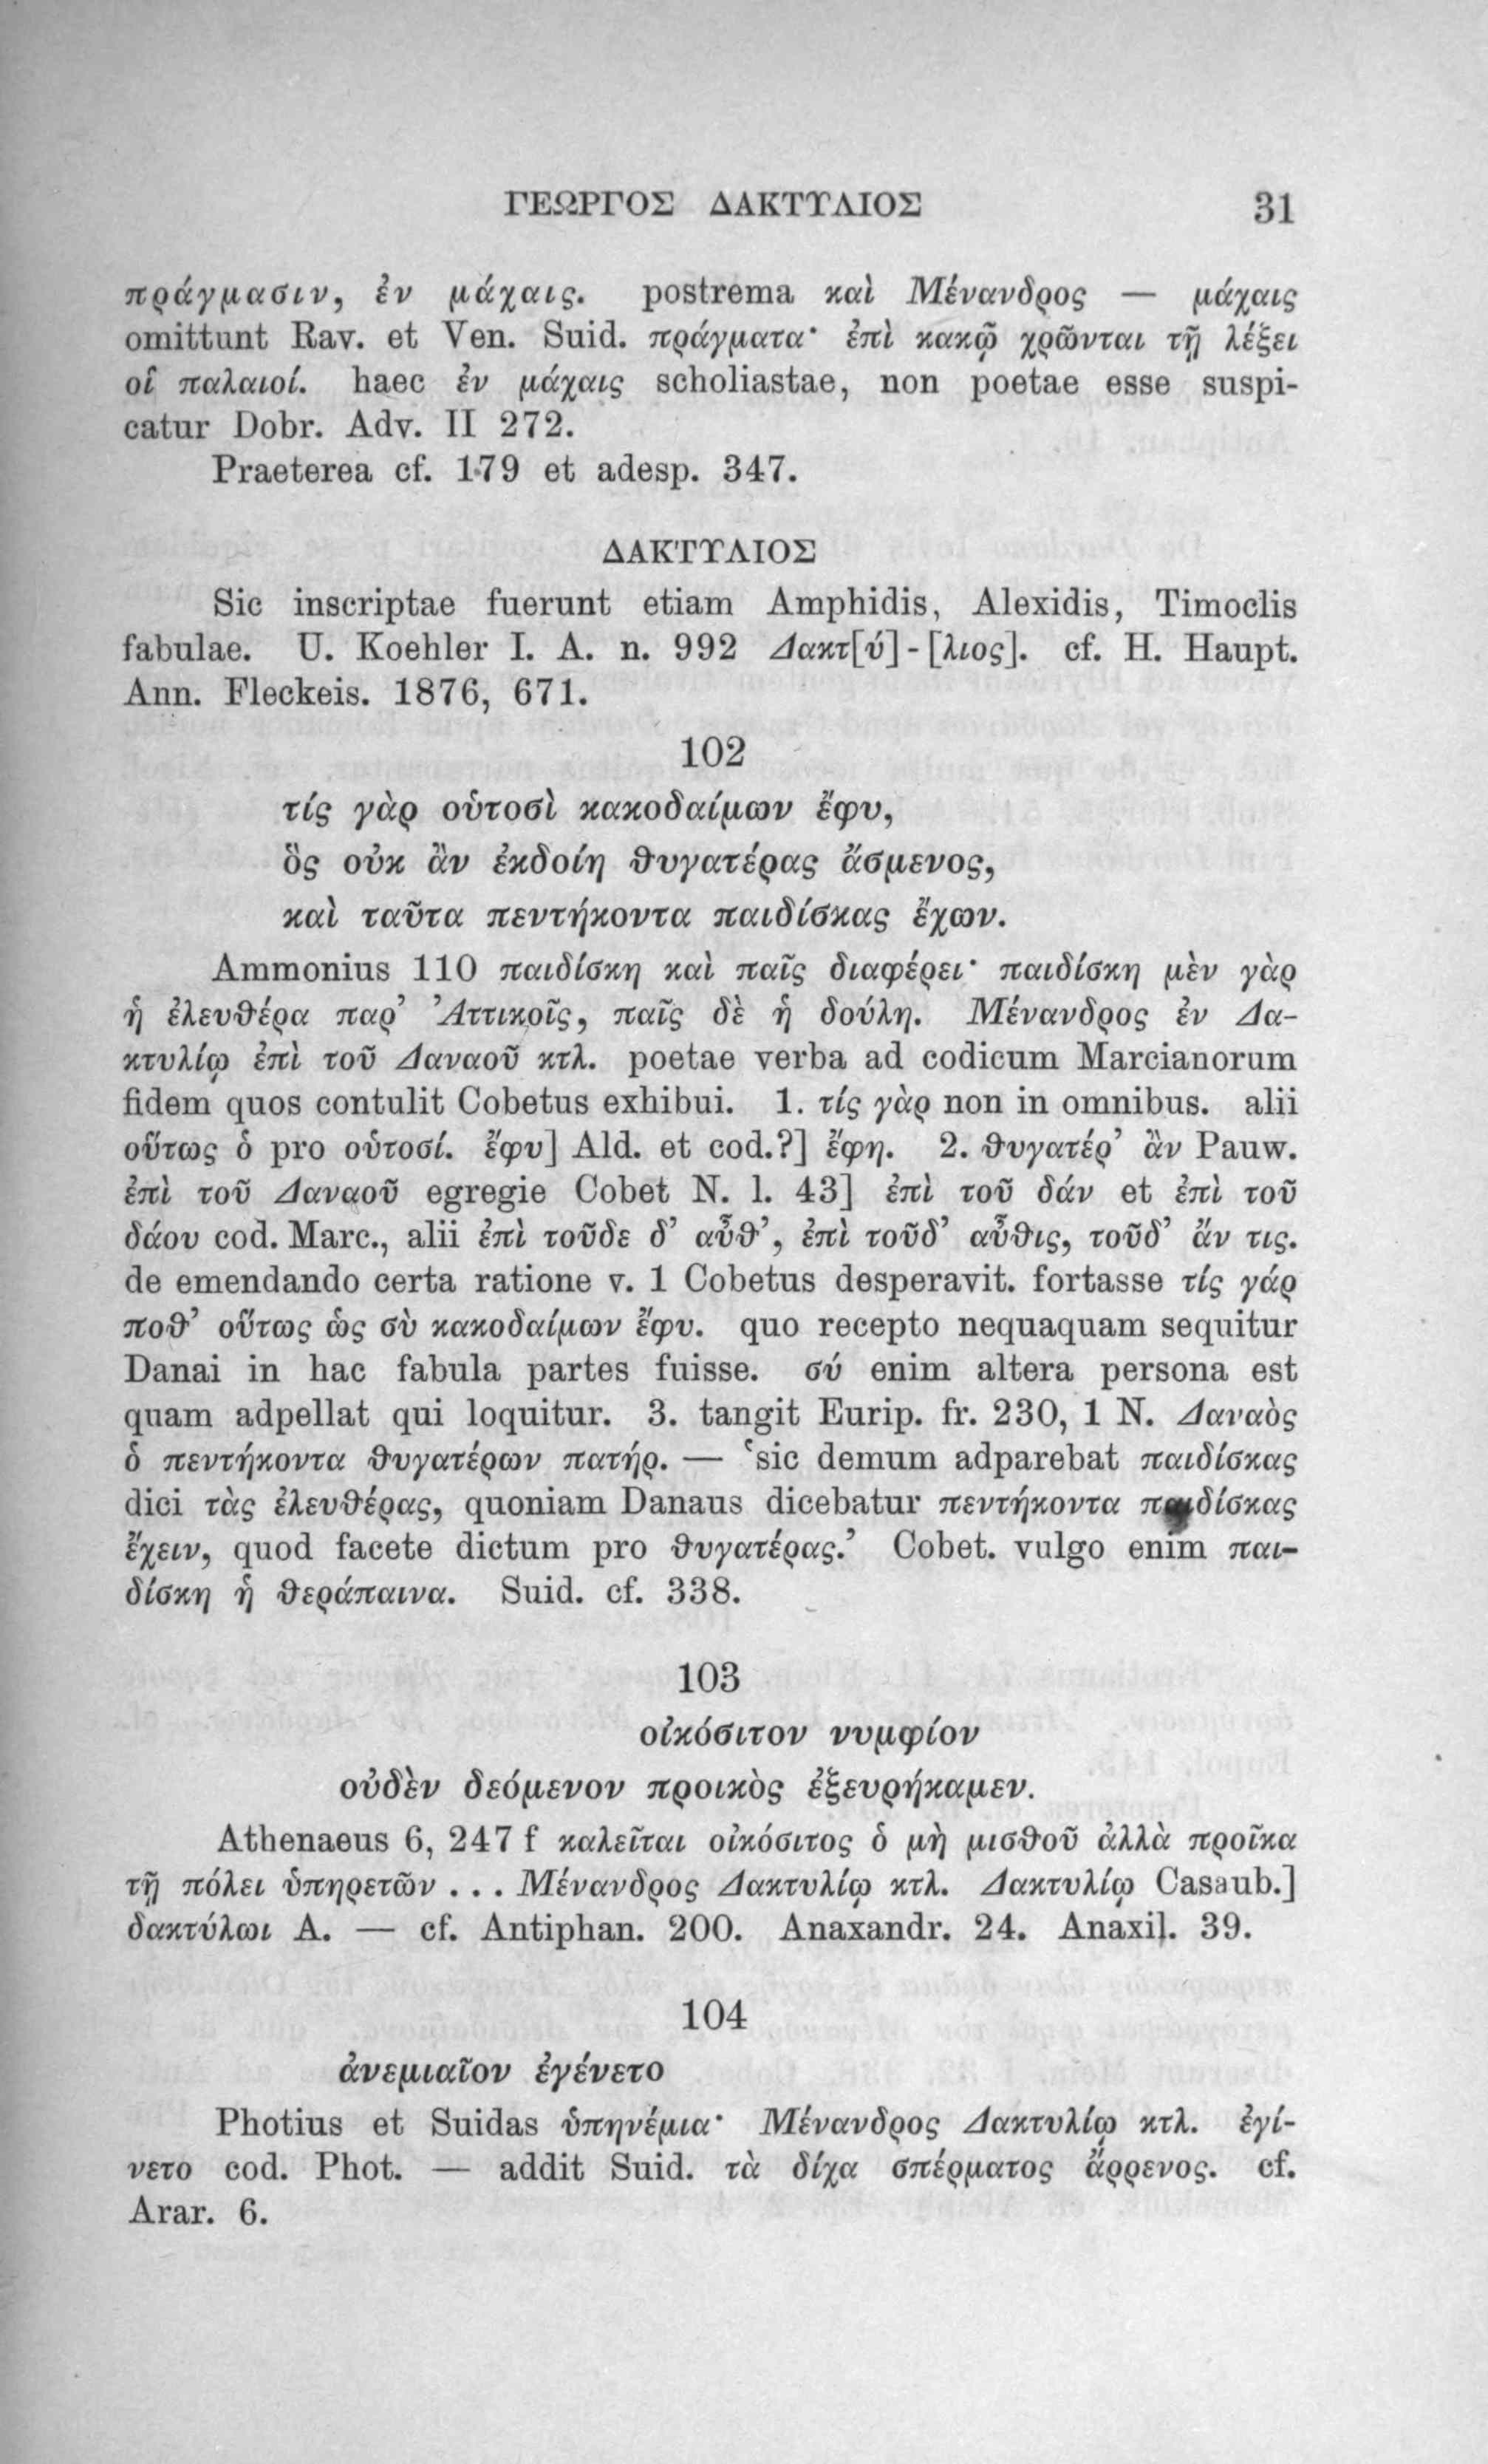 ΓΕΩΡΓΟΣ ΔΑΚΤΥΛΙΟΣ 31
πράγμασιν, ἐν μάχαις. postrema καὶ Μένανδρος — μάχαις
omittunt Rav. et Ven. Suid. πράγματα· ἐπὶ κακῷ χρῶνται τῇ λέξει
οἱ παλαιοί. haec ἐν μάχαις scholiastae, non poetae esse suspi-
catur Dobr. Adv. II 272.
Praeterea cf. 179 et adesp. 347.
ΔΑΚΤΥΛΙΟΣ
Sic inscriptae fuerunt etiam Amphidis, Alexidis, Timoclis
fabulae. U. Koehler I. A. n. 992 Δακτ[ύ]-[λιος]. cf. H. Haupt.
Ann. Fleckeis. 1876, 671.
102
τίς γὰρ οὑτοσὶ κακοδαίμων ἔφυ,
ὃς οὐκ ἂν ἐκδοίη θυγατέρας ἄσμενος,
καὶ ταῦτα πεντήκοντα παιδίσκας ἔχων.
Ammonius 110 παιδίσκη καὶ παῖς διαφέρει· παιδίσκη μὲν γὰρ
ἡ ἐλευθέρα παρ’ Ἀττικοῖς, παῖς δὲ ἡ δούλη. Μένανδρος ἐν Δα-
κτυλίῳ ἐπὶ τοῦ Δαναοῦ κτλ. poetae verba ad codicum Marcianorum
fidem quos contulit Cobetus exhibui. 1. τίς γὰρ non in omnibus. alii
οὕτως ὁ pro οὑτοσί. ἔφυ] Ald. et cod.?] ἔφη. 2. θυγατέρ’ ἂν Pauw.
ἐπὶ τοῦ Δαναοῦ egregie Cobet N. l. 43] ἐπὶ τοῦ δάν et ἐπὶ τοῦ
δάου cod. Marc., alii ἐπὶ τοῦδε δ’ αὖθ’, ἐπὶ τοῦδ’ αὖθις, τοῦδ’ ἄν τις.
de emendando certa ratione v. 1 Cobetus desperavit. fortasse τίς γάρ
ποθ’ οὕτως ὡς σὺ κακοδαίμων ἔφυ. quo recepto nequaquam sequitur
Danai in hac fabula partes fuisse. σύ enim altera persona est
quam adpellat qui loquitur. 3. tangit Eurip. fr. 230, 1 N. Δαναὸς
ὁ πεντήκοντα θυγατέρων πατήρ. — ‘sic demum adparebat παιδίσκας
dici τὰς ἐλευθέρας, quoniam Danaus dicebatur πεντήκοντα παιδίσκας
ἔχειν, quod facete dictum pro θυγατέρας.’ Cobet. vulgo enim παι-
δίσκη ἡ θεράπαινα. Suid. cf. 338.
103
οἰκόσιτον νυμφίον
οὐδὲν δεόμενον προικὸς ἐξευρήκαμεν.
Athenaeus 6, 247 f καλεῖται οἰκόσιτος ὁ μὴ μισθοῦ ἀλλὰ προῖκα
τῇ πόλει ὑπηρετῶν ... Μένανδρος Δακτυλίῳ κτλ. Δακτυλίῳ Casaub.]
δακτύλωι A. — cf. Antiphan. 200. Anaxandr. 24. Anaxil. 39.
104
ἀνεμιαῖον ἐγένετο
Photius et Suidas ὑπηνέμια· Μένανδρος Δακτυλίῳ κτλ. ἐγί-
νετο cod. Phot. — addit Suid. τὰ δίχα σπέρματος ἄρρενος. cf.
Arar. 6.